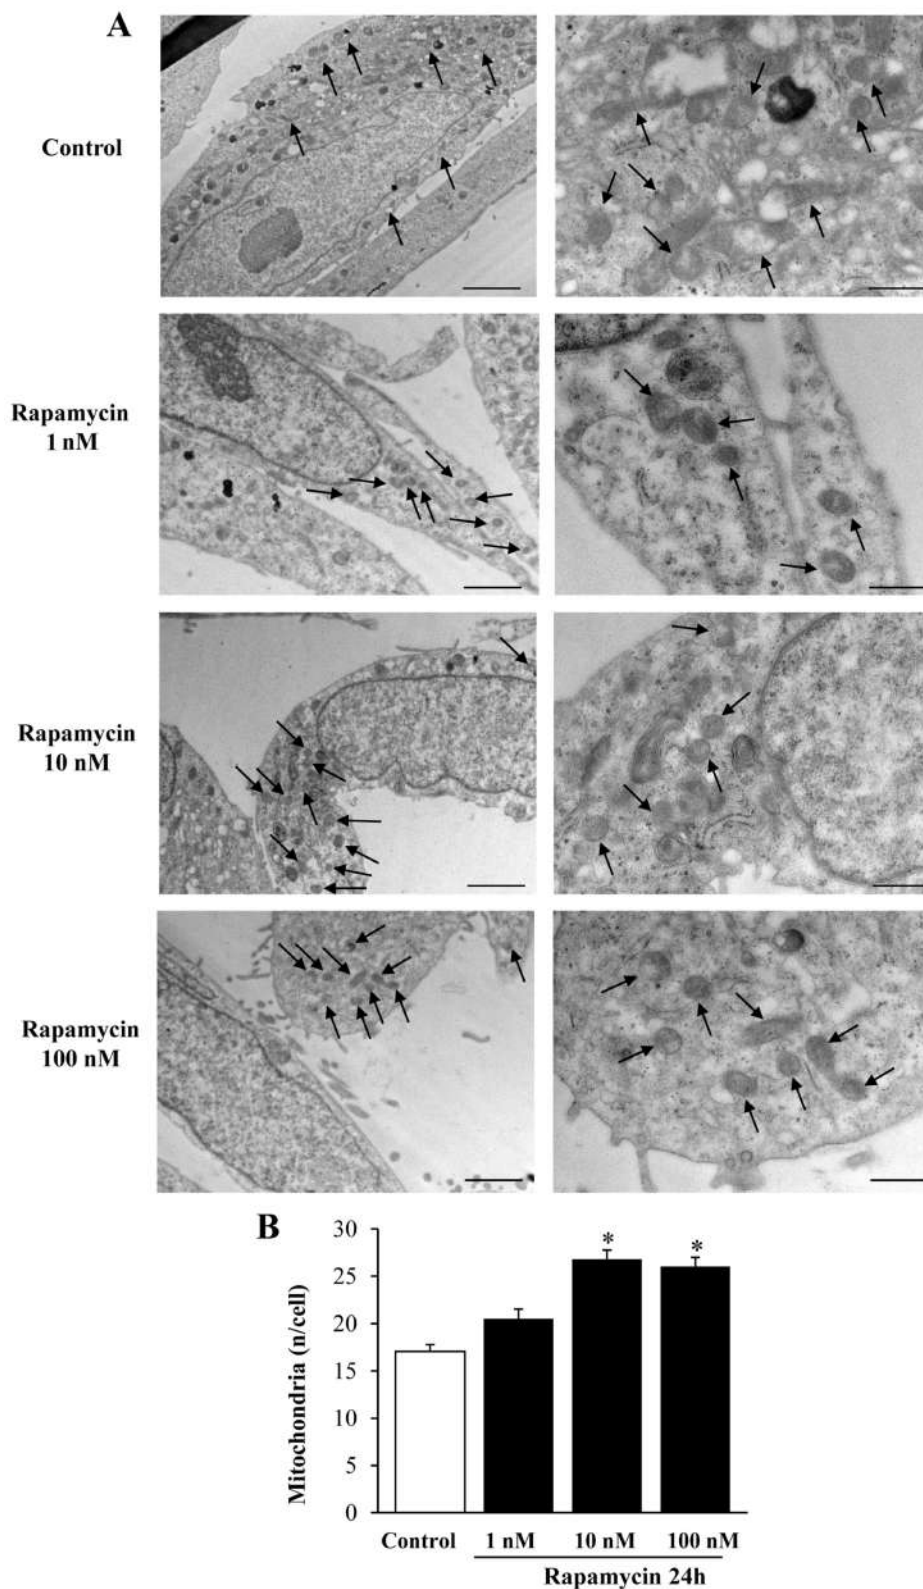 A
Control
Rapamycin
1 nM
Rapamycin
10 nM
Rapamycin
100 nM
B
Mitochondria (n/cell)
30
25
20
15
10
5
0
*
*
Control
1 nM
10 nM
100 nM
Rapamycin 24h